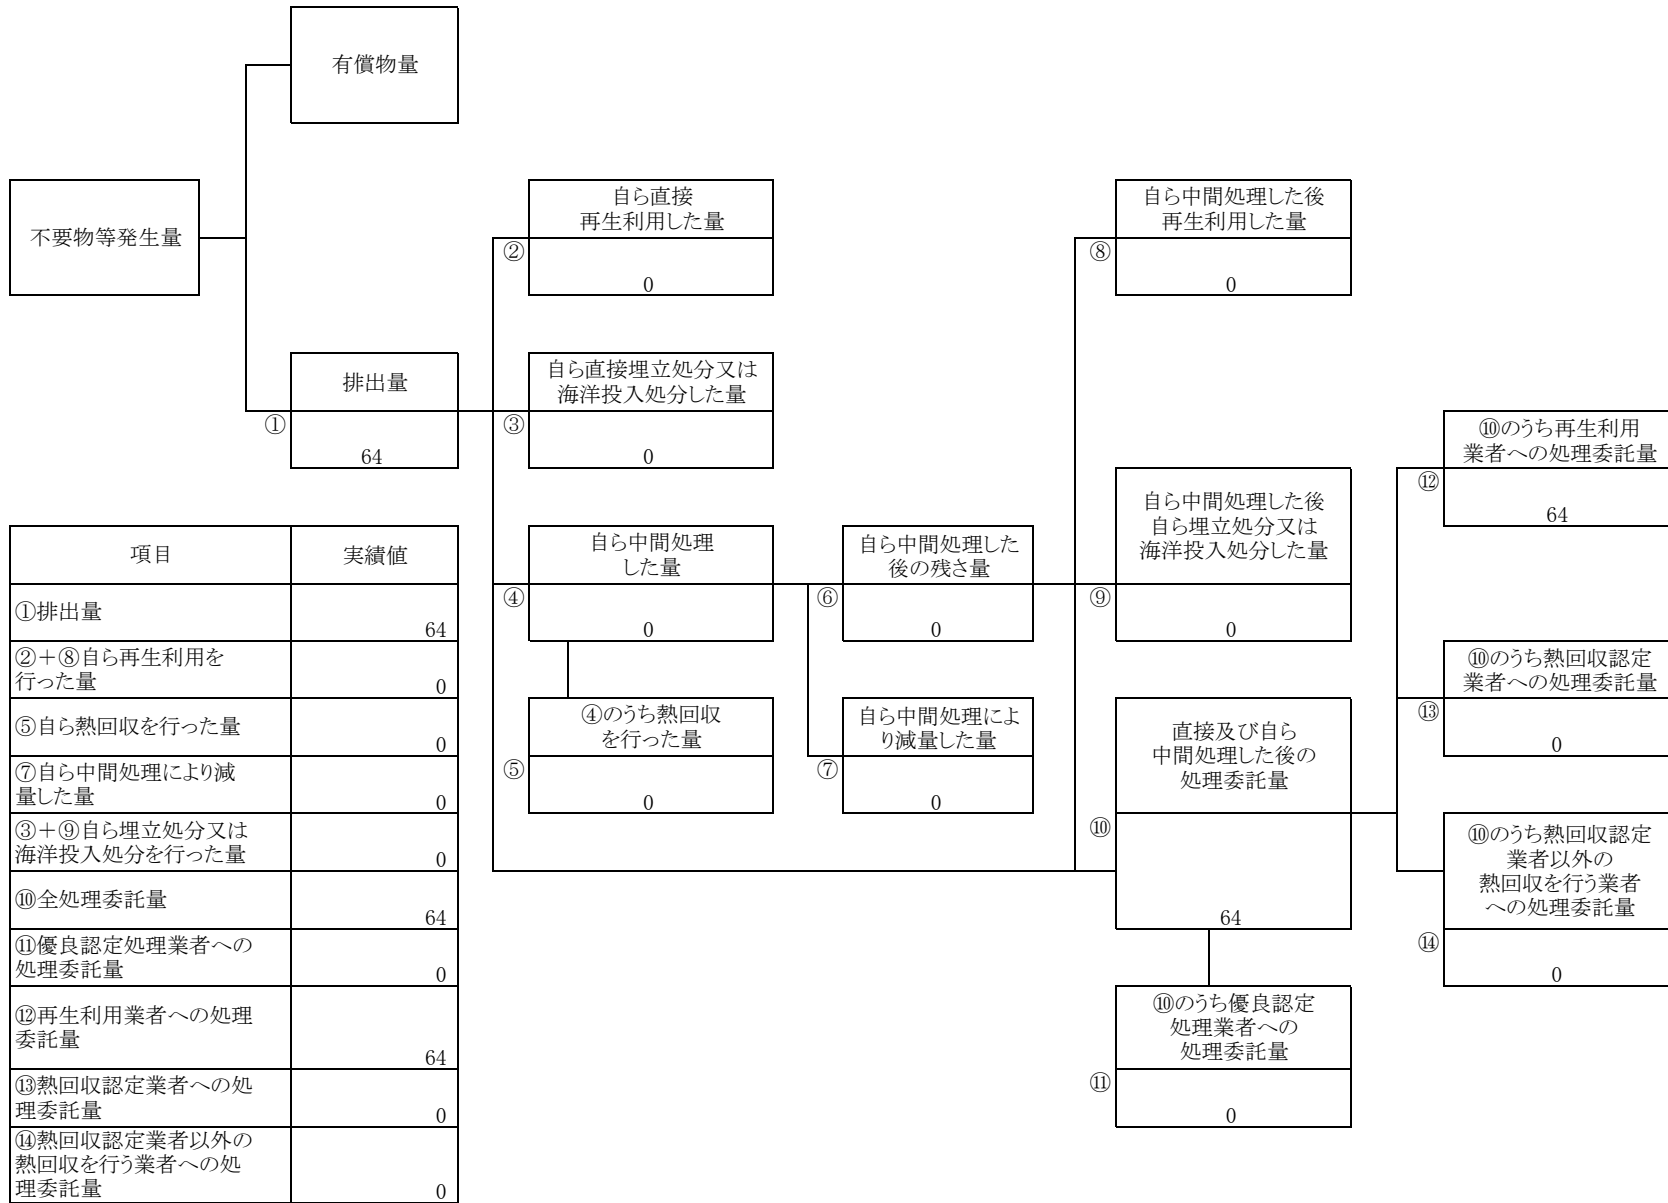 有償物量
不要物等発生量
自ら直接
再生利用した量
②
0
自ら中間処理した後
再生利用した量
⑧
0
排出量
①
64
自ら直接埋立処分又は
海洋投入処分した量
③
0
⑩のうち再生利用
業者への処理委託量
⑫
64
自ら中間処理した後
自ら埋立処分又は
海洋投入処分した量
⑨
0
自ら中間処理
した量
④
0
自ら中間処理した
後の残さ量
⑥
0
⑩のうち熱回収認定
業者への処理委託量
⑬
0
④のうち熱回収
を行った量
⑤
0
自ら中間処理によ
り減量した量
⑦
0
直接及び自ら
中間処理した後の
処理委託量
⑩
64
⑩のうち熱回収認定
業者以外の
熱回収を行う業者
への処理委託量
⑭
0
⑩のうち優良認定
処理業者への
処理委託量
⑪
0
項目 実績値
①排出量
64
②+⑧自ら再生利用を
行った量
0
⑤自ら熱回収を行った量
0
⑦自ら中間処理により減
量した量
0
③+⑨自ら埋立処分又は
海洋投入処分を行った量
0
⑩全処理委託量
64
⑪優良認定処理業者への
処理委託量
0
⑫再生利用業者への処理
委託量
64
⑬熱回収認定業者への処
理委託量
0
⑭熱回収認定業者以外の
熱回収を行う業者への処
理委託量
0